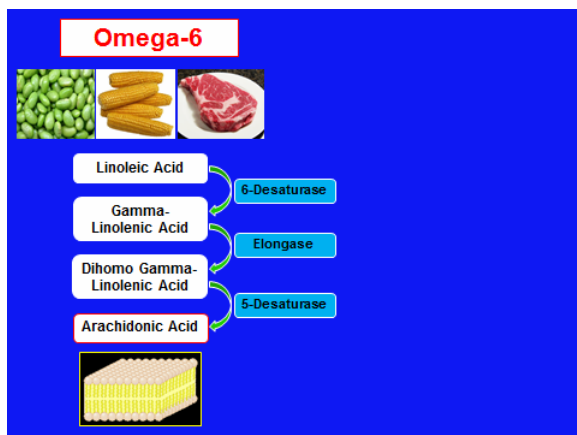 Omega-6
Linoleic Acid
6-Desaturase
Gamma-
Linolenic Acid
Elongase
Dihomo Gamma-
Linolenic Acid
5-Desaturase
Arachidonic Acid